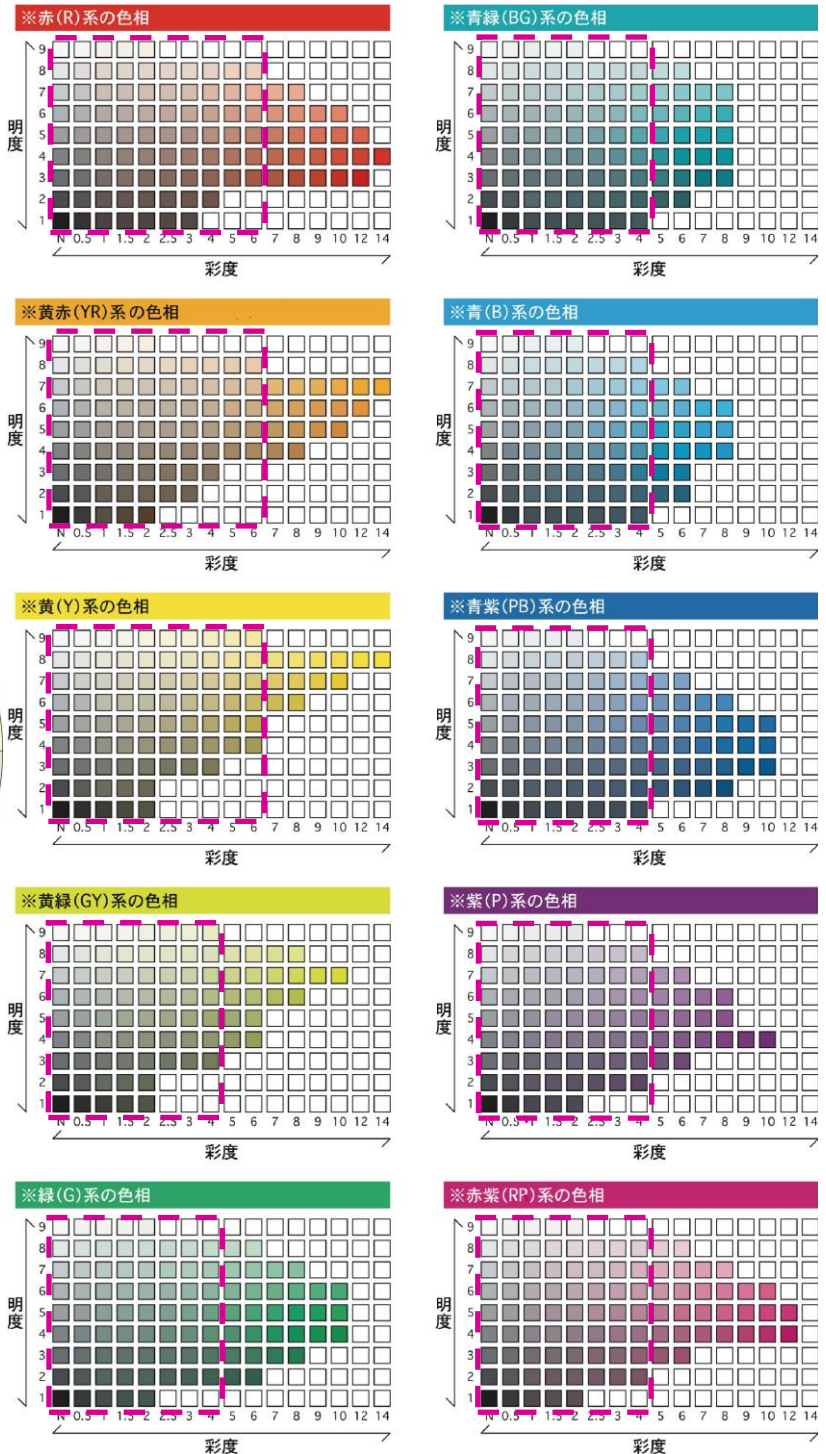 ※赤(R)系の色相
9
8
7
6
5
4
3
2
1
明度
N 0.5 1 1.5 2 2.5 3 4 5 6 7 8 9 10 12 14
彩度
※黄赤(YR)系の色相
9
8
7
6
5
4
3
2
1
明度
N 0.5 1 1.5 2 2.5 3 4 5 6 7 8 9 10 12 14
彩度
※黄(Y)系の色相
9
8
7
6
5
4
3
2
1
明度
N 0.5 1 1.5 2 2.5 3 4 5 6 7 8 9 10 12 14
彩度
※黄緑(GY)系の色相
9
8
7
6
5
4
3
2
1
明度
N 0.5 1 1.5 2 2.5 3 4 5 6 7 8 9 10 12 14
彩度
※緑(G)系の色相
9
8
7
6
5
4
3
2
1
明度
N 0.5 1 1.5 2 2.5 3 4 5 6 7 8 9 10 12 14
彩度
※青緑(BG)系の色相
9
8
7
6
5
4
3
2
1
明度
N 0.5 1 1.5 2 2.5 3 4 5 6 7 8 9 10 12 14
彩度
※青(B)系の色相
9
8
7
6
5
4
3
2
1
明度
N 0.5 1 1.5 2 2.5 3 4 5 6 7 8 9 10 12 14
彩度
※青紫(PB)系の色相
9
8
7
6
5
4
3
2
1
明度
N 0.5 1 1.5 2 2.5 3 4 5 6 7 8 9 10 12 14
彩度
※紫(P)系の色相
9
8
7
6
5
4
3
2
1
明度
N 0.5 1 1.5 2 2.5 3 4 5 6 7 8 9 10 12 14
彩度
※赤紫(RP)系の色相
9
8
7
6
5
4
3
2
1
明度
N 0.5 1 1.5 2 2.5 3 4 5 6 7 8 9 10 12 14
彩度